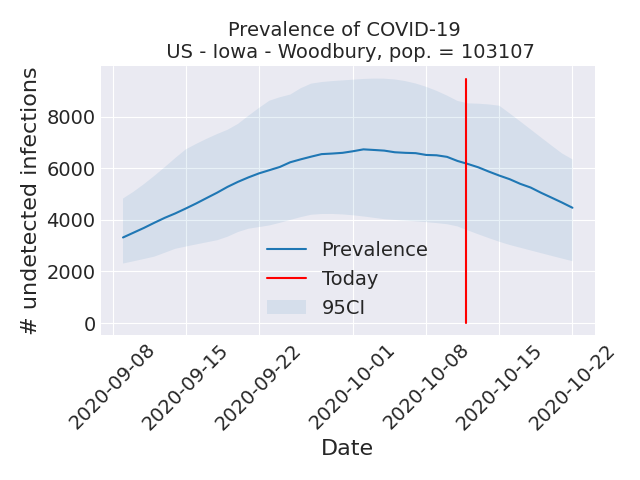 Prevalence of COVID-19
US - Iowa - Woodbury, pop. = 103107
# undetected infections
8000
6000
4000
2000
0
Prevalence
Today
95CI
2020-09-08
2020-09-15
2020-09-22
2020-10-01
2020-10-08
2020-10-15
2020-10-22
Date